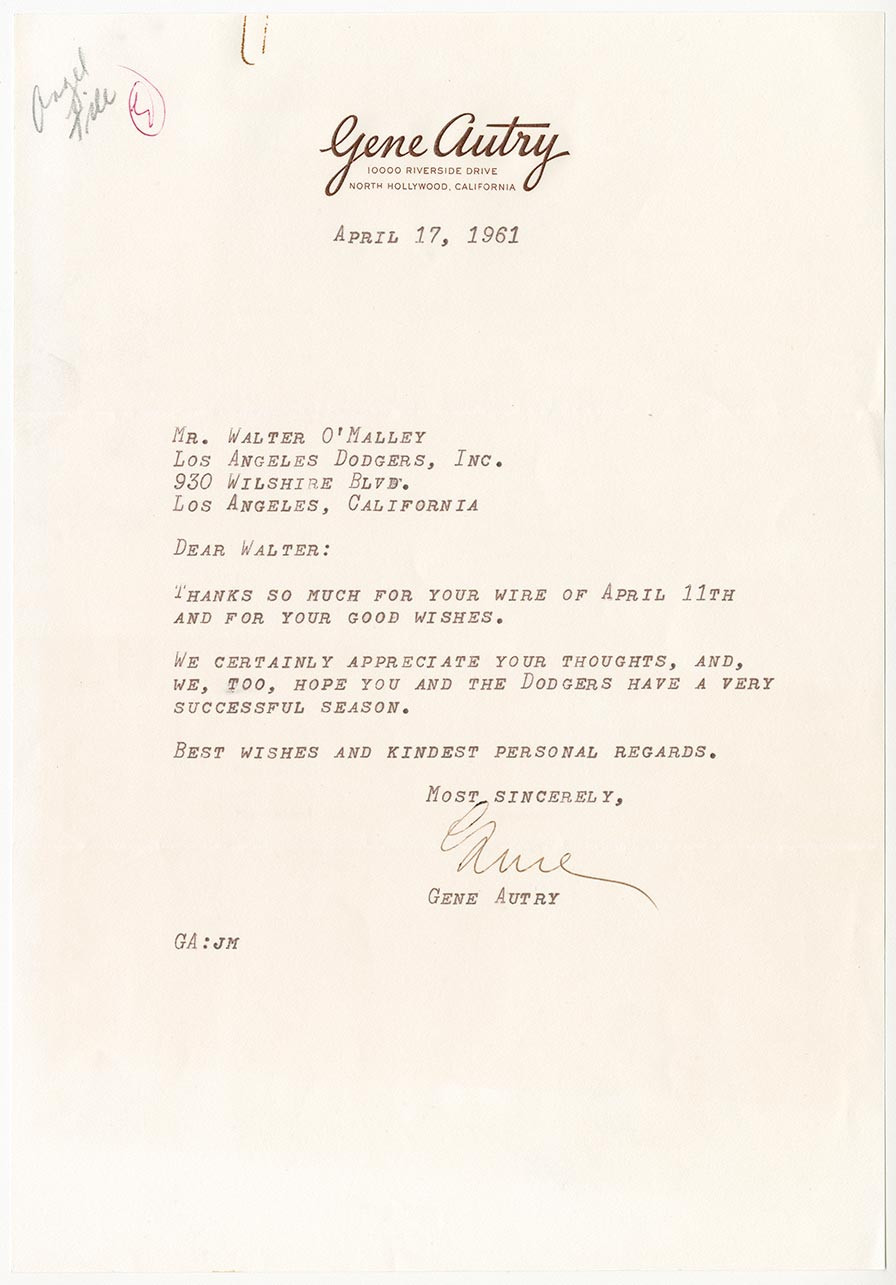 Angel
File
Gene Autry
10000 RIVERSIDE DRIVE
NORTH HOLLYWOOD, CALIFORNIA
APRIL 17, 1961
MR. WALTER O'MALLEY
LOS ANGELES DODGERS, INC.
930 WILSHIRE BLVD.
LOS ANGELES, CALIFORNIA
DEAR WALTER:
THANKS SO MUCH FOR YOUR WIRE OF APRIL 11TH
AND FOR YOUR GOOD WISHES.
WE CERTAINLY APPRECIATE YOUR THOUGHTS, AND,
WE, TOO, HOPE YOU AND THE DODGERS HAVE A VERY
SUCCESSFUL SEASON.
BEST WISHES AND KINDEST PERSONAL REGARDS.
MOST SINCERELY,
Gene
GENE AUTRY
GA:JM